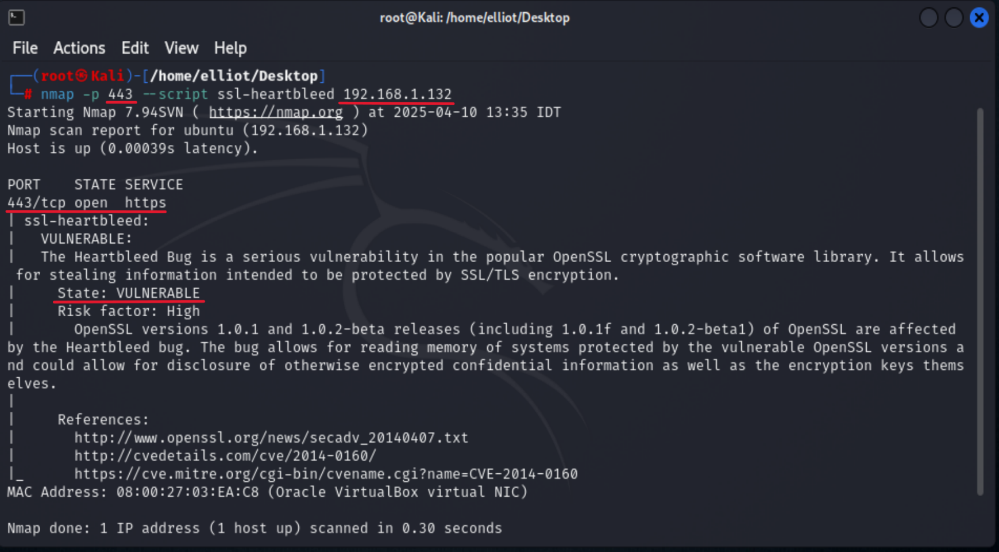 root@Kali: /home/elliot/Desktop
File Actions Edit View Help
┌──(root㉿Kali)-[/home/elliot/Desktop]
└─# nmap -p 443 --script ssl-heartbleed 192.168.1.132
Starting Nmap 7.94SVN ( https://nmap.org ) at 2025-04-10 13:35 IDT
Nmap scan report for ubuntu (192.168.1.132)
Host is up (0.00039s latency).
PORT    STATE SERVICE
443/tcp open  https
| ssl-heartbleed:
|   VULNERABLE:
|   The Heartbleed Bug is a serious vulnerability in the popular OpenSSL cryptographic software library. It allows
 for stealing information intended to be protected by SSL/TLS encryption.
|     State: VULNERABLE
|     Risk factor: High
|       OpenSSL versions 1.0.1 and 1.0.2-beta releases (including 1.0.1f and 1.0.2-beta1) of OpenSSL are affected
by the Heartbleed bug. The bug allows for reading memory of systems protected by the vulnerable OpenSSL versions a
nd could allow for disclosure of otherwise encrypted confidential information as well as the encryption keys thems
elves.
|
|     References:
|       http://www.openssl.org/news/secadv_20140407.txt
|       http://cvedetails.com/cve/2014-0160/
|_      https://cve.mitre.org/cgi-bin/cvename.cgi?name=CVE-2014-0160
MAC Address: 08:00:27:03:EA:C8 (Oracle VirtualBox virtual NIC)
Nmap done: 1 IP address (1 host up) scanned in 0.30 seconds